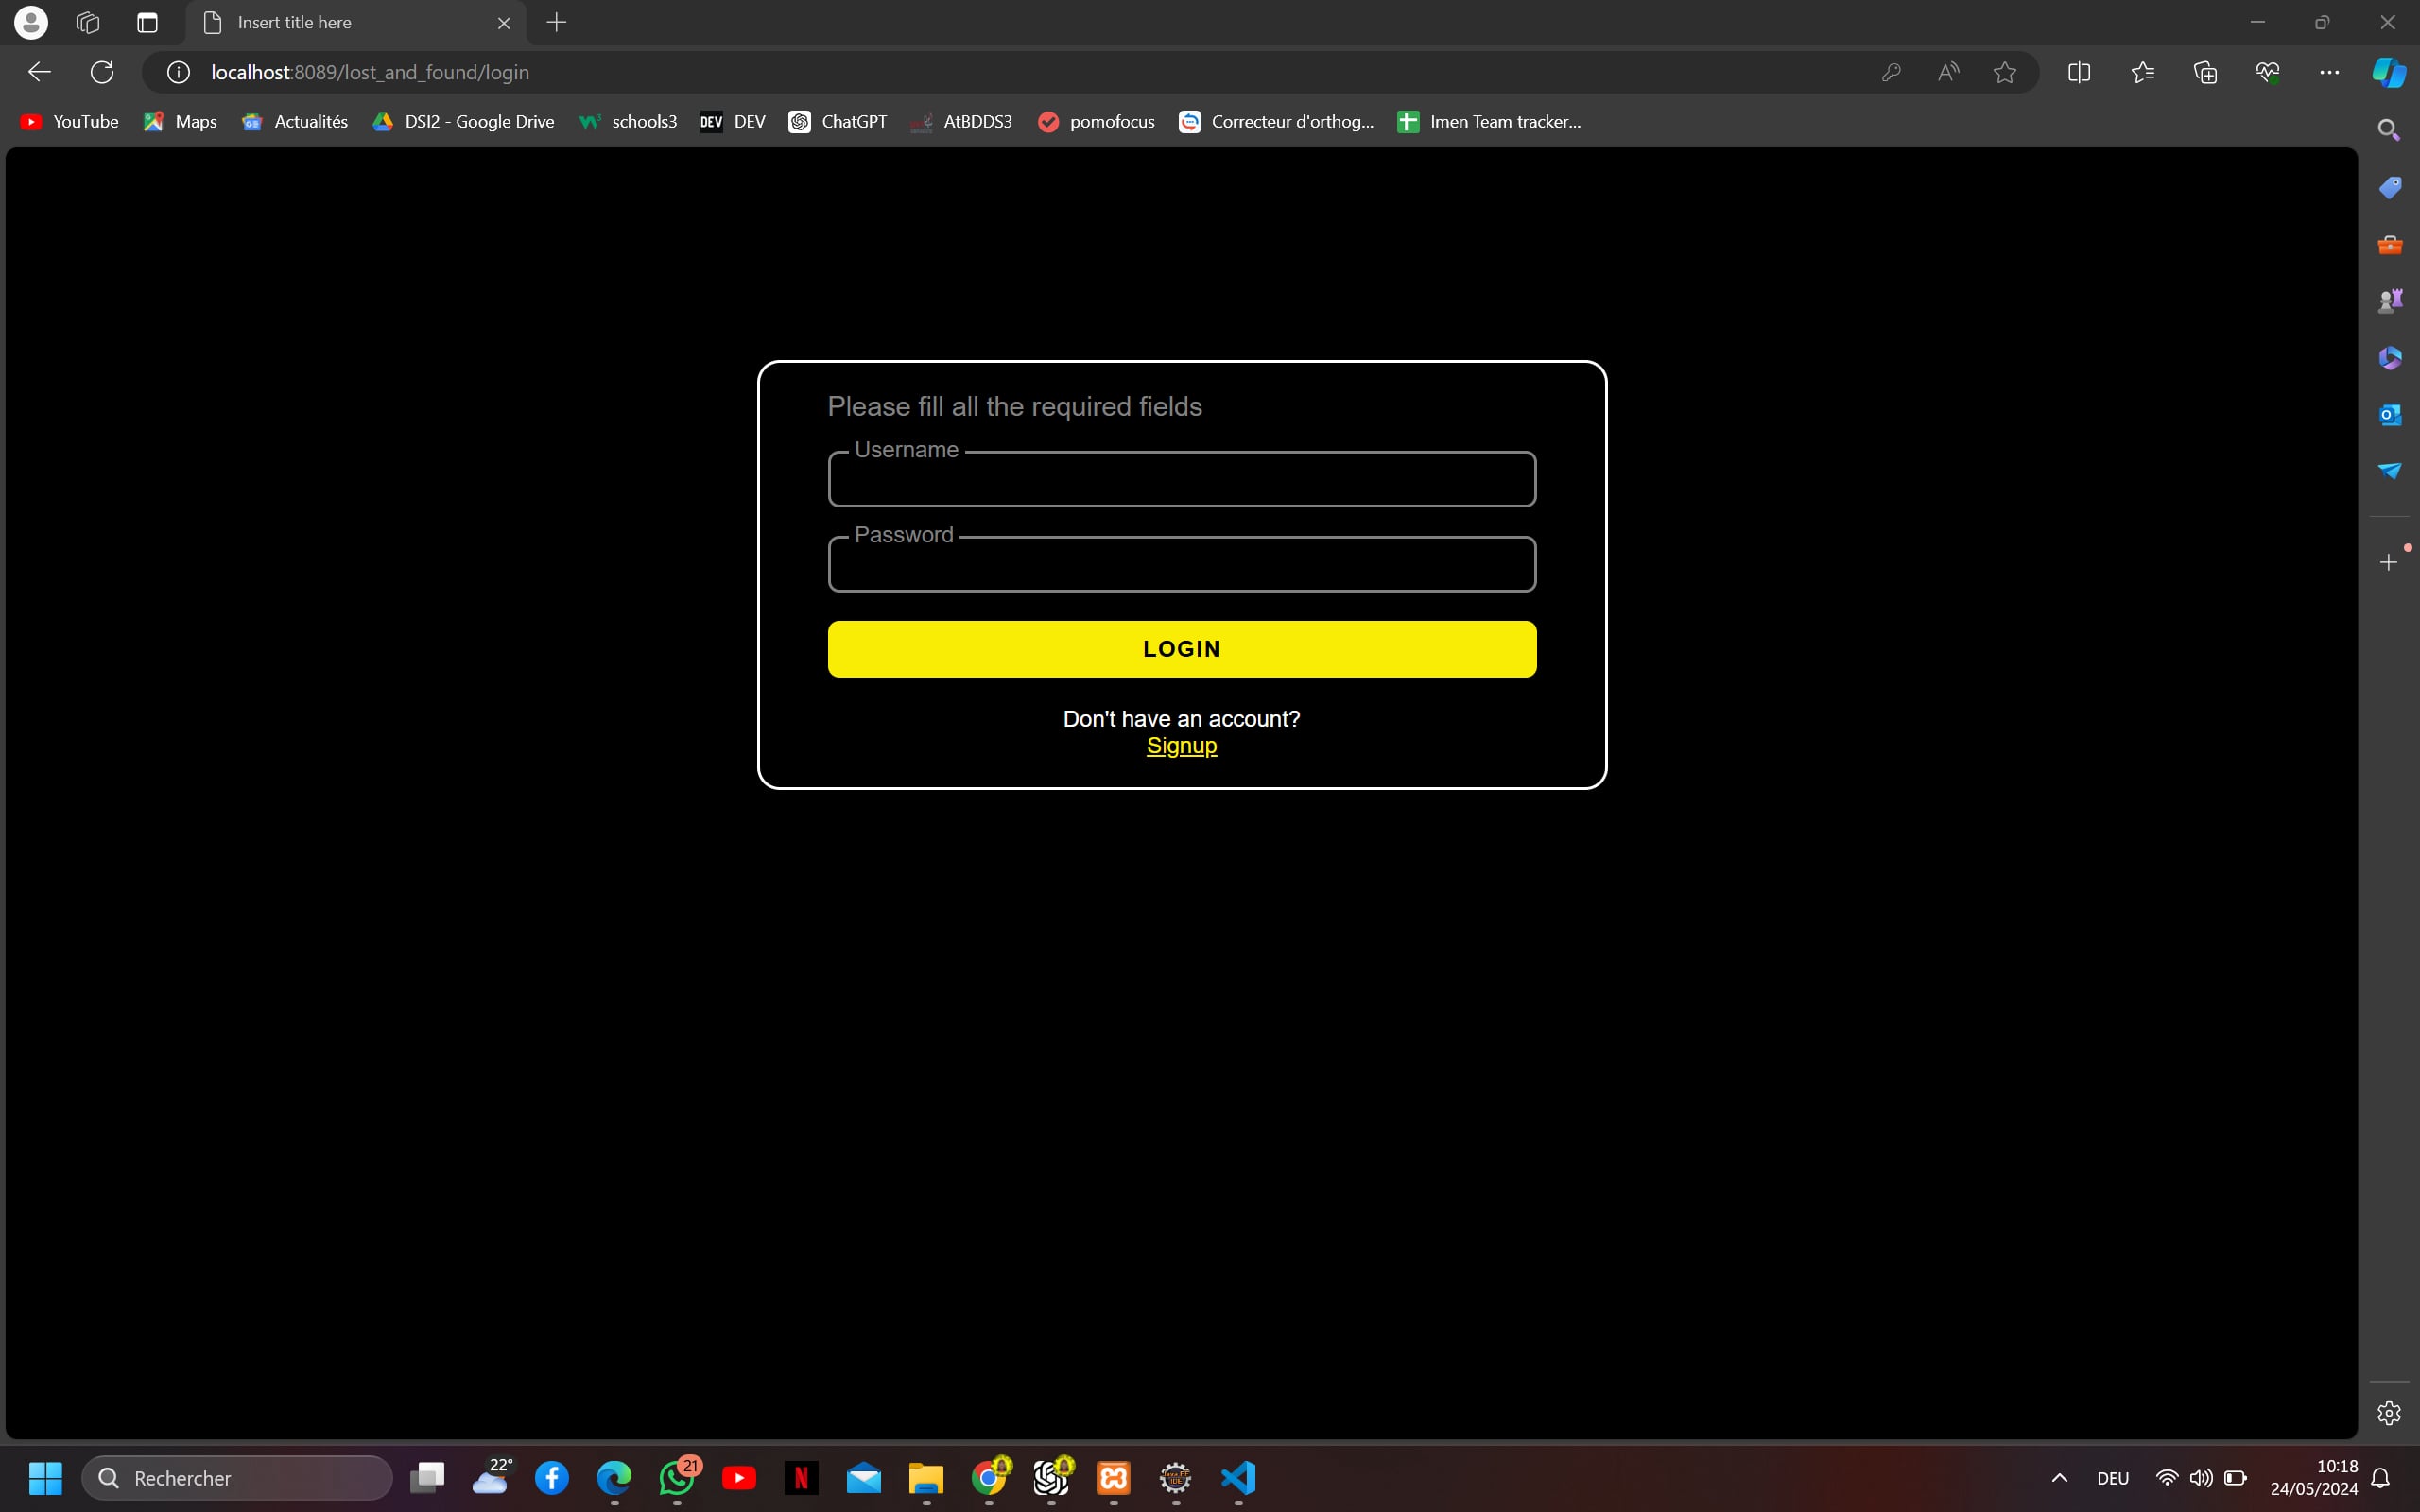 Insert title here
localhost:8089/lost_and_found/login
YouTube Maps Actualités DSI2 - Google Drive schools3 DEV DEV ChatGPT AtBDDS3 pomofocus Correcteur d'orthog... Imen Team tracker...
Please fill all the required fields
Username
Password
LOGIN
Don't have an account?
Signup
Rechercher
22°
21
DEU
10:18
24/05/2024